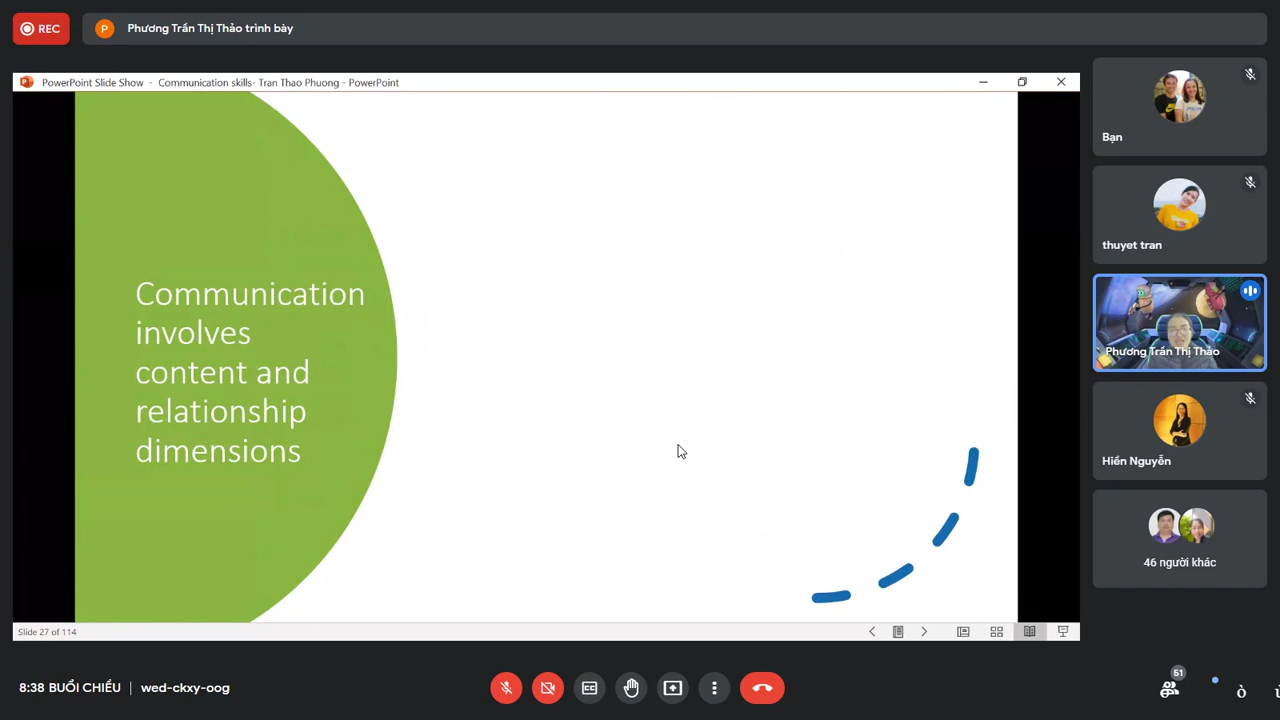 REC
P
Phương Trần Thị Thảo trình bày
PowerPoint Slide Show - Communication skills- Tran Thao Phuong - PowerPoint
Communication
involves
content and
relationship
dimensions
Slide 27 of 114
Bạn
thuyet tran
Phương Trần Thị Thảo
Hiền Nguyễn
46 người khác
8:38 BUỔI CHIỀU | wed-ckxy-oog
CC
51